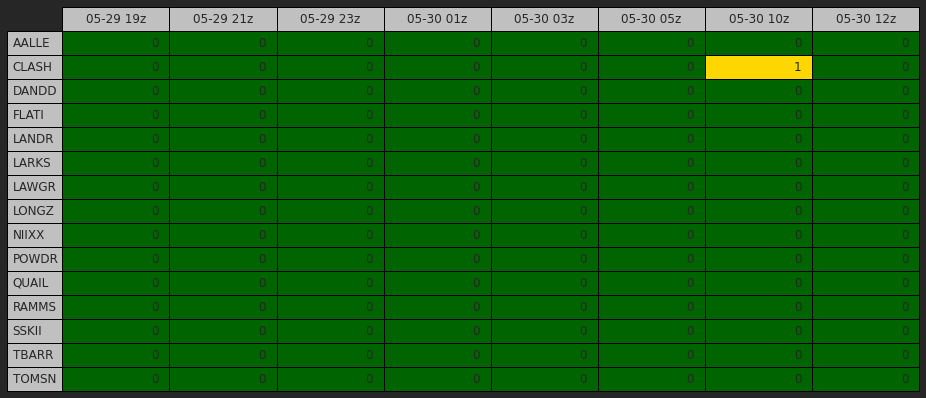 05-29 19z 05-29 21z 05-29 23z 05-30 01z 05-30 03z 05-30 05z 05-30 10z 05-30 12z
AALLE 0 0 0 0 0 0 0 0
CLASH 0 0 0 0 0 0 1 0
DANDD 0 0 0 0 0 0 0 0
FLATI 0 0 0 0 0 0 0 0
LANDR 0 0 0 0 0 0 0 0
LARKS 0 0 0 0 0 0 0 0
LAWGR 0 0 0 0 0 0 0 0
LONGZ 0 0 0 0 0 0 0 0
NIIXX 0 0 0 0 0 0 0 0
POWDR 0 0 0 0 0 0 0 0
QUAIL 0 0 0 0 0 0 0 0
RAMMS 0 0 0 0 0 0 0 0
SSKII 0 0 0 0 0 0 0 0
TBARR 0 0 0 0 0 0 0 0
TOMSN 0 0 0 0 0 0 0 0